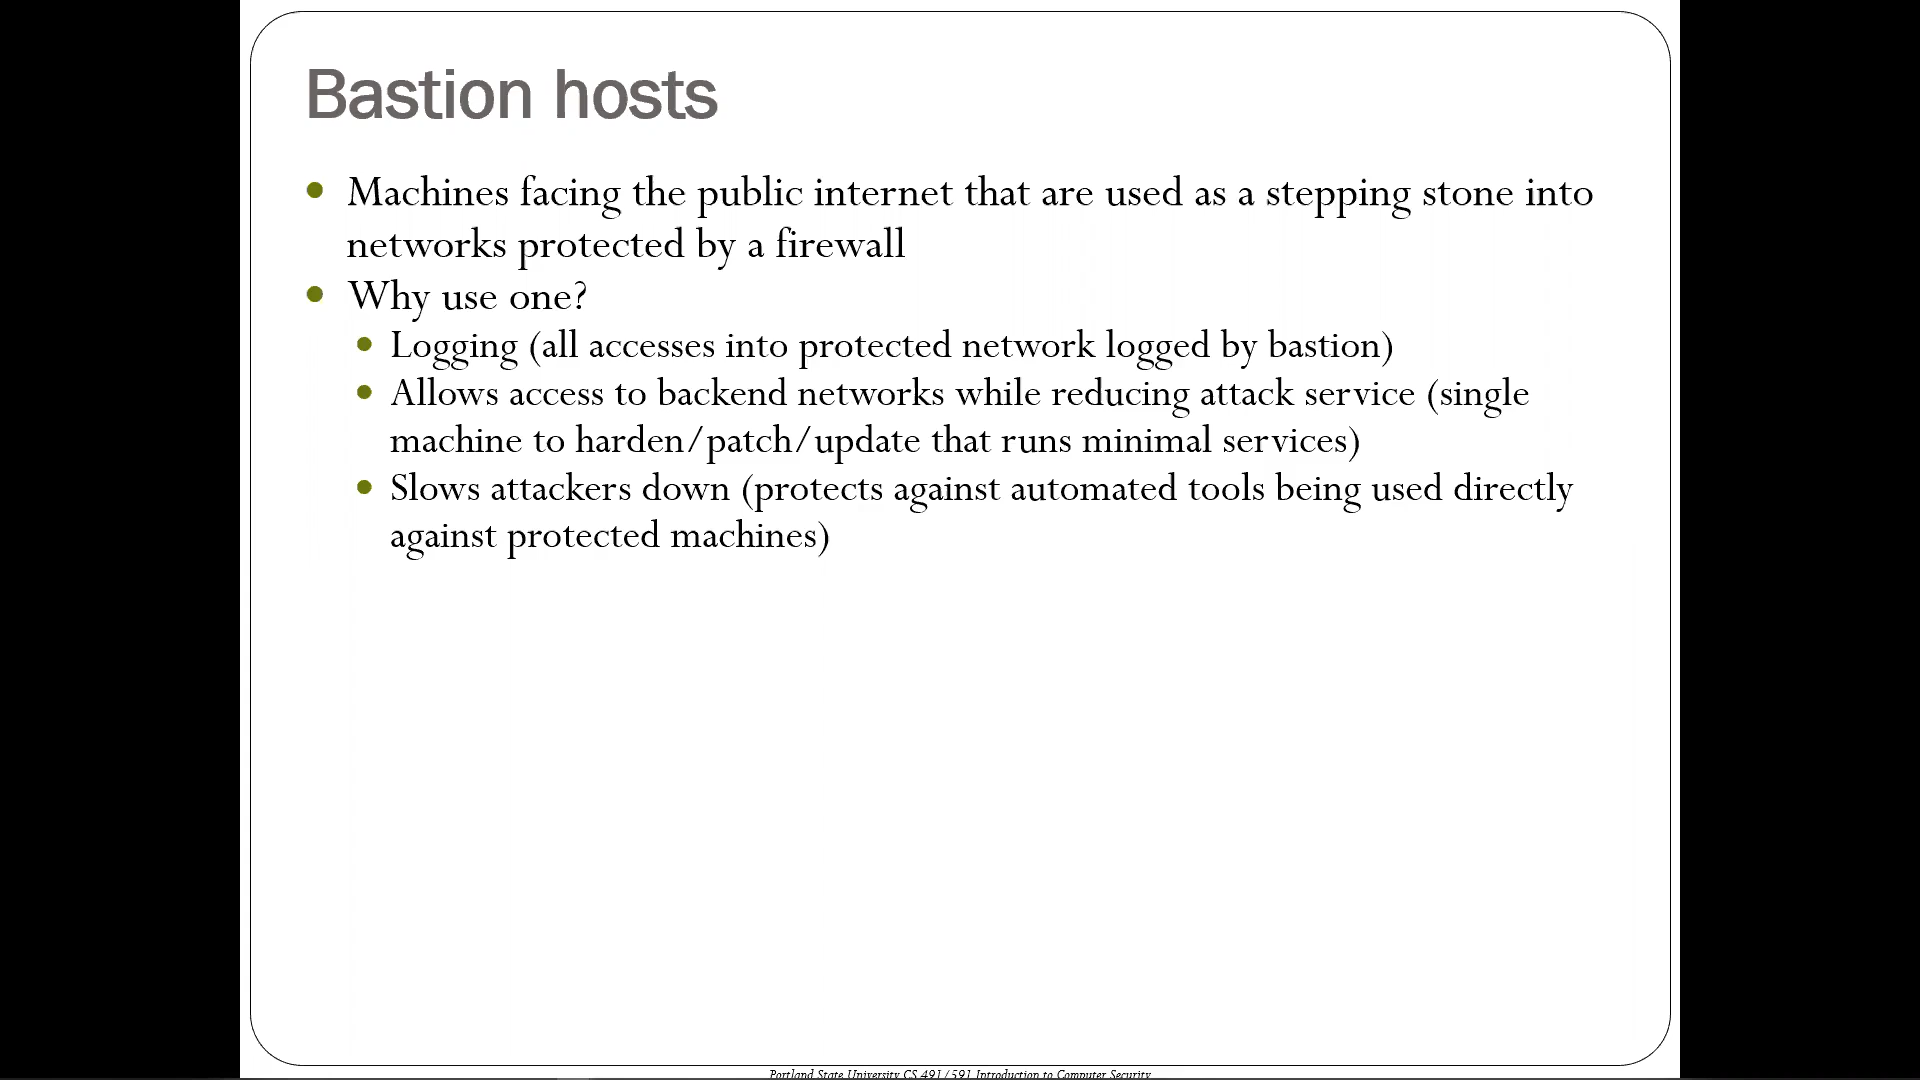 Bastion hosts
Machines facing the public internet that are used as a stepping stone into
networks protected by a firewall
Why use one?
Logging (all accesses into protected network logged by bastion)
Allows access to backend networks while reducing attack service (single
machine to harden/patch/update that runs minimal services)
Slows attackers down (protects against automated tools being used directly
against protected machines)
Portland State University CS 491/591 Introduction to Computer Security